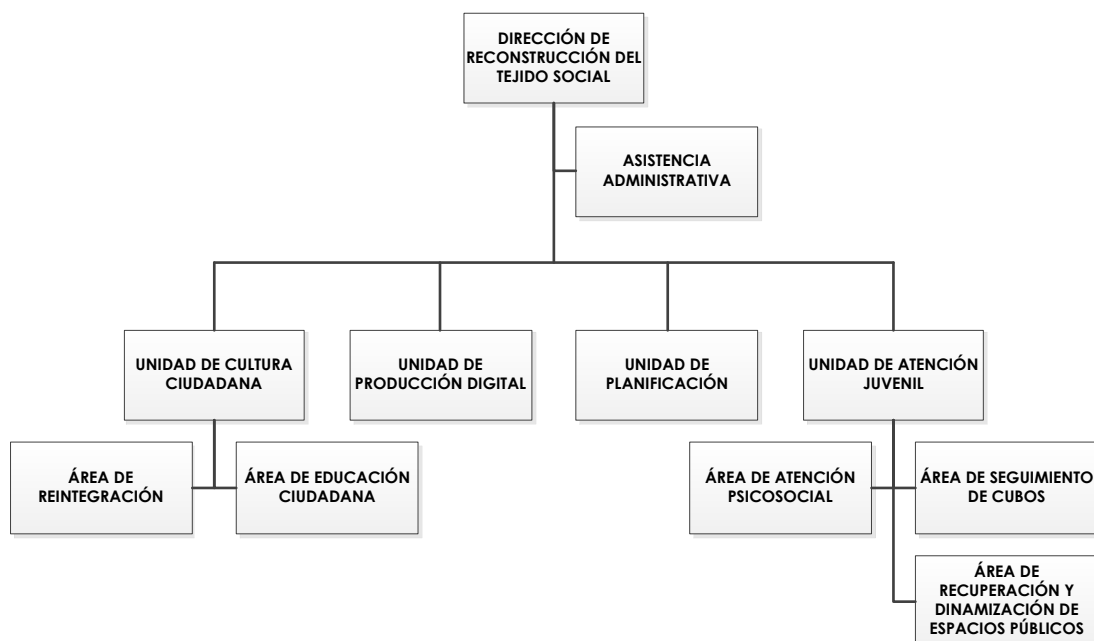 DIRECCIÓN DE
RECONSTRUCCIÓN DEL
TEJIDO SOCIAL
ASISTENCIA
ADMINISTRATIVA
UNIDAD DE CULTURA
CIUDADANA
UNIDAD DE
PRODUCCIÓN DIGITAL
UNIDAD DE
PLANIFICACIÓN
UNIDAD DE ATENCIÓN
JUVENIL
ÁREA DE
REINTEGRACIÓN
ÁREA DE EDUCACIÓN
CIUDADANA
ÁREA DE ATENCIÓN
PSICOSOCIAL
ÁREA DE SEGUIMIENTO
DE CUBOS
ÁREA DE
RECUPERACIÓN Y
DINAMIZACIÓN DE
ESPACIOS PÚBLICOS